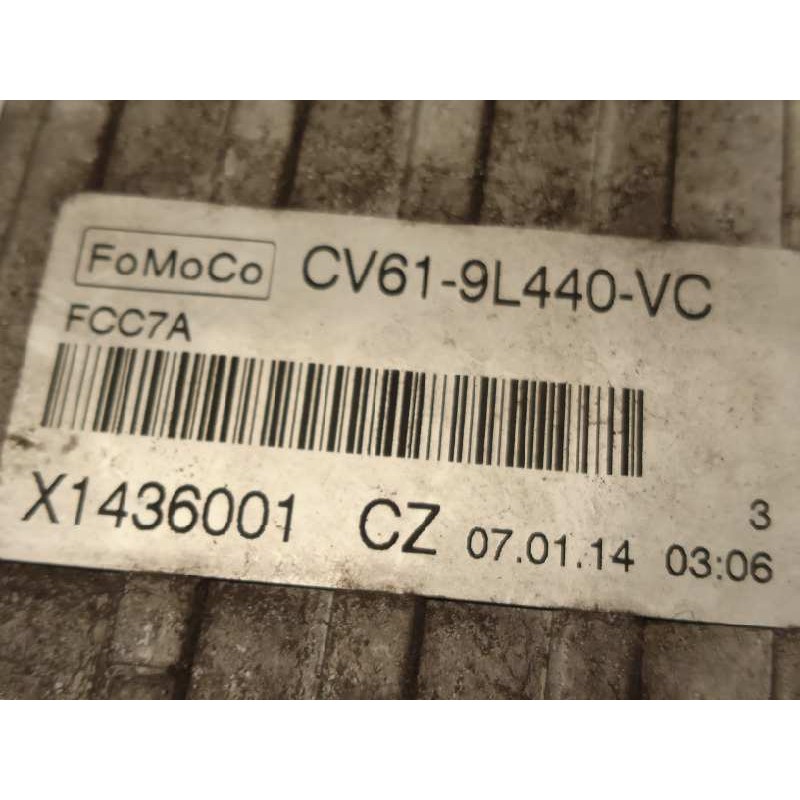 FoMoCo CV61-9L440-VC
FCC7A
3
X1436001 CZ 07.01.14 03:06